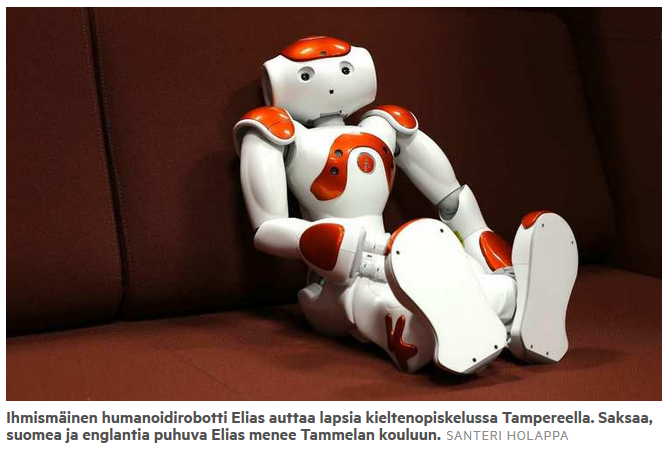 Ihmismäinen humanoidirobotti Elias auttaa lapsia kieltenopiskelussa Tampereella. Saksaa,
suomea ja englantia puhuva Elias menee Tammelan kouluun. SANTERI HOLAPPA